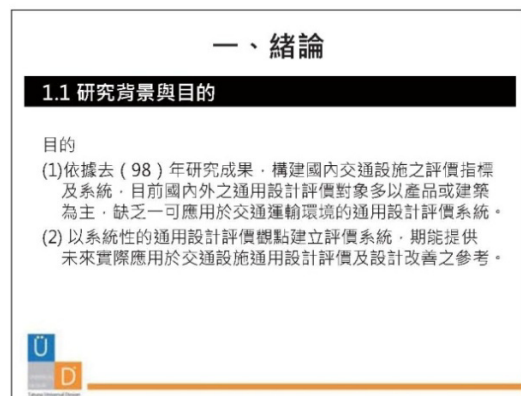 一、緒論
1.1 研究背景與目的
目的
(1)依據去（98）年研究成果，構建國內交通設施之評價指標
及系統，目前國內外之通用設計評價對象多以產品或建築
為主，缺乏一可應用於交通運輸環境的通用設計評價系統。
(2) 以系統性的通用設計評價觀點建立評價系統，期能提供
未來實際應用於交通設施通用設計評價及設計改善之參考。
Ü
D